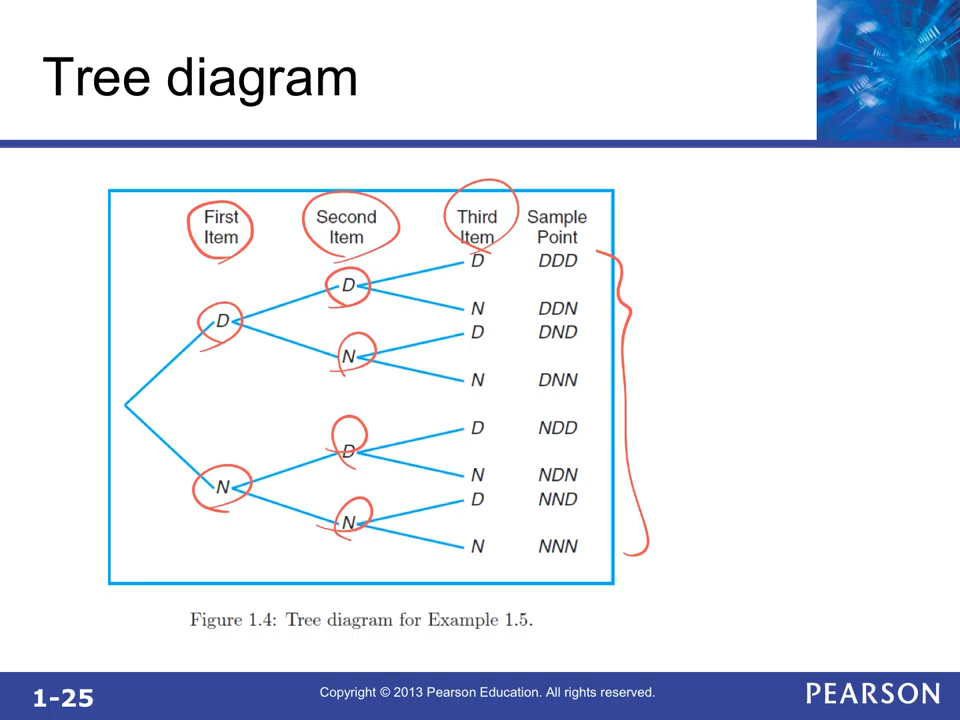 Tree diagram
First Second Third Sample
Item Item Item Point
D DDD
D
N DDN
D
D DND
N
N DNN
D NDD
D
N NDN
N
D NND
N
N NNN
Figure 1.4: Tree diagram for Example 1.5.
1-25 Copyright © 2013 Pearson Education. All rights reserved. PEARSON